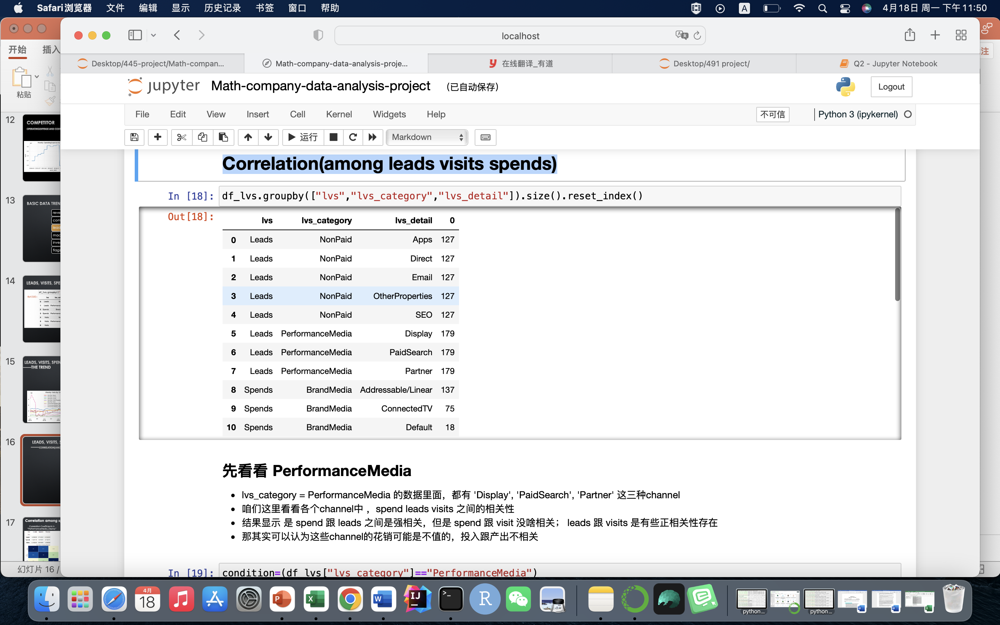 Safari浏览器 文件 编辑 显示 历史记录 书签 窗口 帮助 A 4月18日 周一 下午11:50
localhost
开始 插入
粘贴
注
Desktop/445-project/Math-compan...
Math-company-data-analysis-proje...
在线翻译_有道
Desktop/491 project/
Q2 - Jupyter Notebook
jupyter Math-company-data-analysis-project (已自动保存)
Logout
File Edit View Insert Cell Kernel Widgets Help 不可信 Python 3 (ipykernel)
运行 Markdown
12
COMPETITOR
13
BASIC DATA TREN
reve
com
lead
mac
inve
flags
14
LEADS, VISITS, SPE
df_lvs.groupby(["
15
LEADS, VISITS, SPEN
——THE TREND
16
LEADS, VISITS, S
17
Correlation among s
Correlation Coefficients in
"PerformanceMedia_Display"
幻灯片 16 /
Correlation(among leads visits spends)
In [18]: df_lvs.groupby(["lvs","lvs_category","lvs_detail"]).size().reset_index()
Out[18]:
lvs lvs_category lvs_detail 0
0 Leads NonPaid Apps 127
1 Leads NonPaid Direct 127
2 Leads NonPaid Email 127
3 Leads NonPaid OtherProperties 127
4 Leads NonPaid SEO 127
5 Leads PerformanceMedia Display 179
6 Leads PerformanceMedia PaidSearch 179
7 Leads PerformanceMedia Partner 179
8 Spends BrandMedia Addressable/Linear 137
9 Spends BrandMedia ConnectedTV 75
10 Spends BrandMedia Default 18
先看看 PerformanceMedia
lvs_category = PerformanceMedia 的数据里面，都有 'Display', 'PaidSearch', 'Partner' 这三种channel
咱们这里看看各个channel中 ，spend leads visits 之间的相关性
结果显示 是 spend 跟 leads 之间是强相关，但是 spend 跟 visit 没啥相关； leads 跟 visits 是有些正相关性存在
那其实可以认为这些channel的花销可能是不值的，投入跟产出不相关
In [19]: condition=(df_lvs["lvs_category"]=="PerformanceMedia")
4月
18
P
X
W
IJ
R
python...
python...